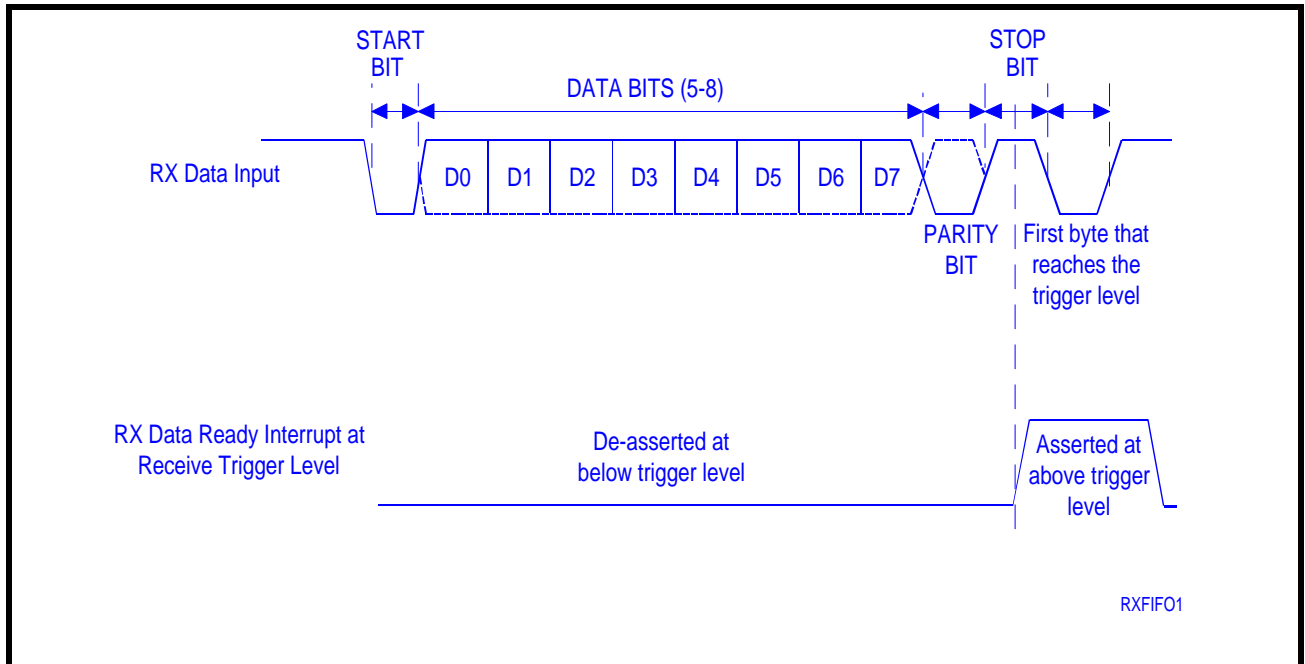 START
BIT
STOP
BIT
DATA BITS (5-8)
RX Data Input
D0 D1 D2 D3 D4 D5 D6 D7
PARITY
BIT
First byte that
reaches the
trigger level
RX Data Ready Interrupt at
Receive Trigger Level
De-asserted at
below trigger level
Asserted at
above trigger
level
RXFIFO1